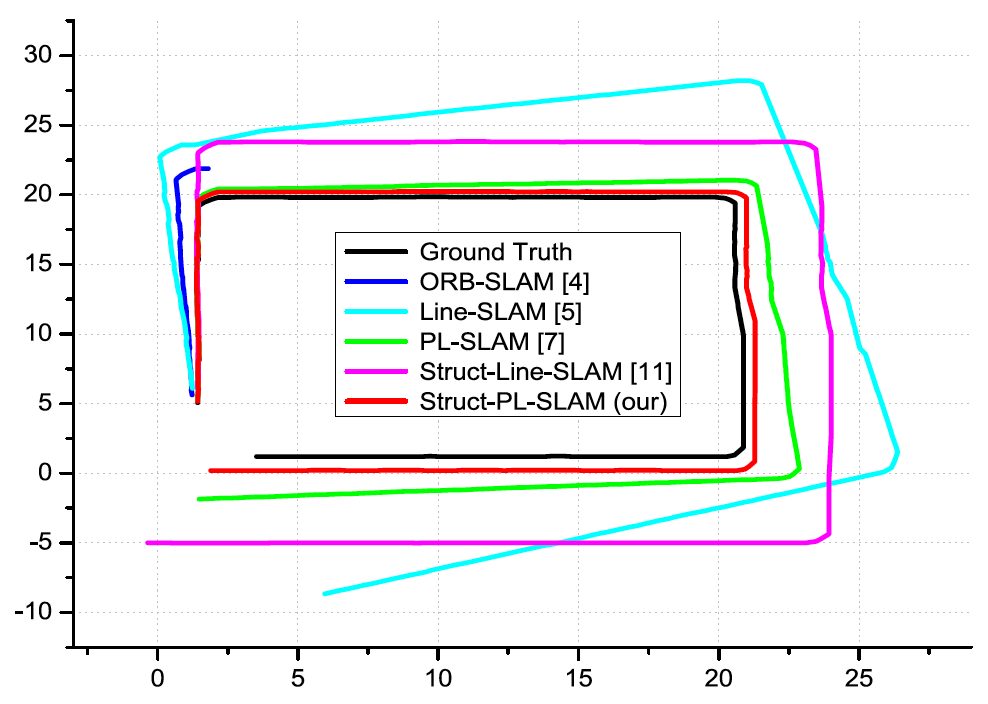 30
25
20
15
10
5
0
-5
-10
Ground Truth
ORB-SLAM [4]
Line-SLAM [5]
PL-SLAM [7]
Struct-Line-SLAM [11]
Struct-PL-SLAM (our)
0 5 10 15 20 25